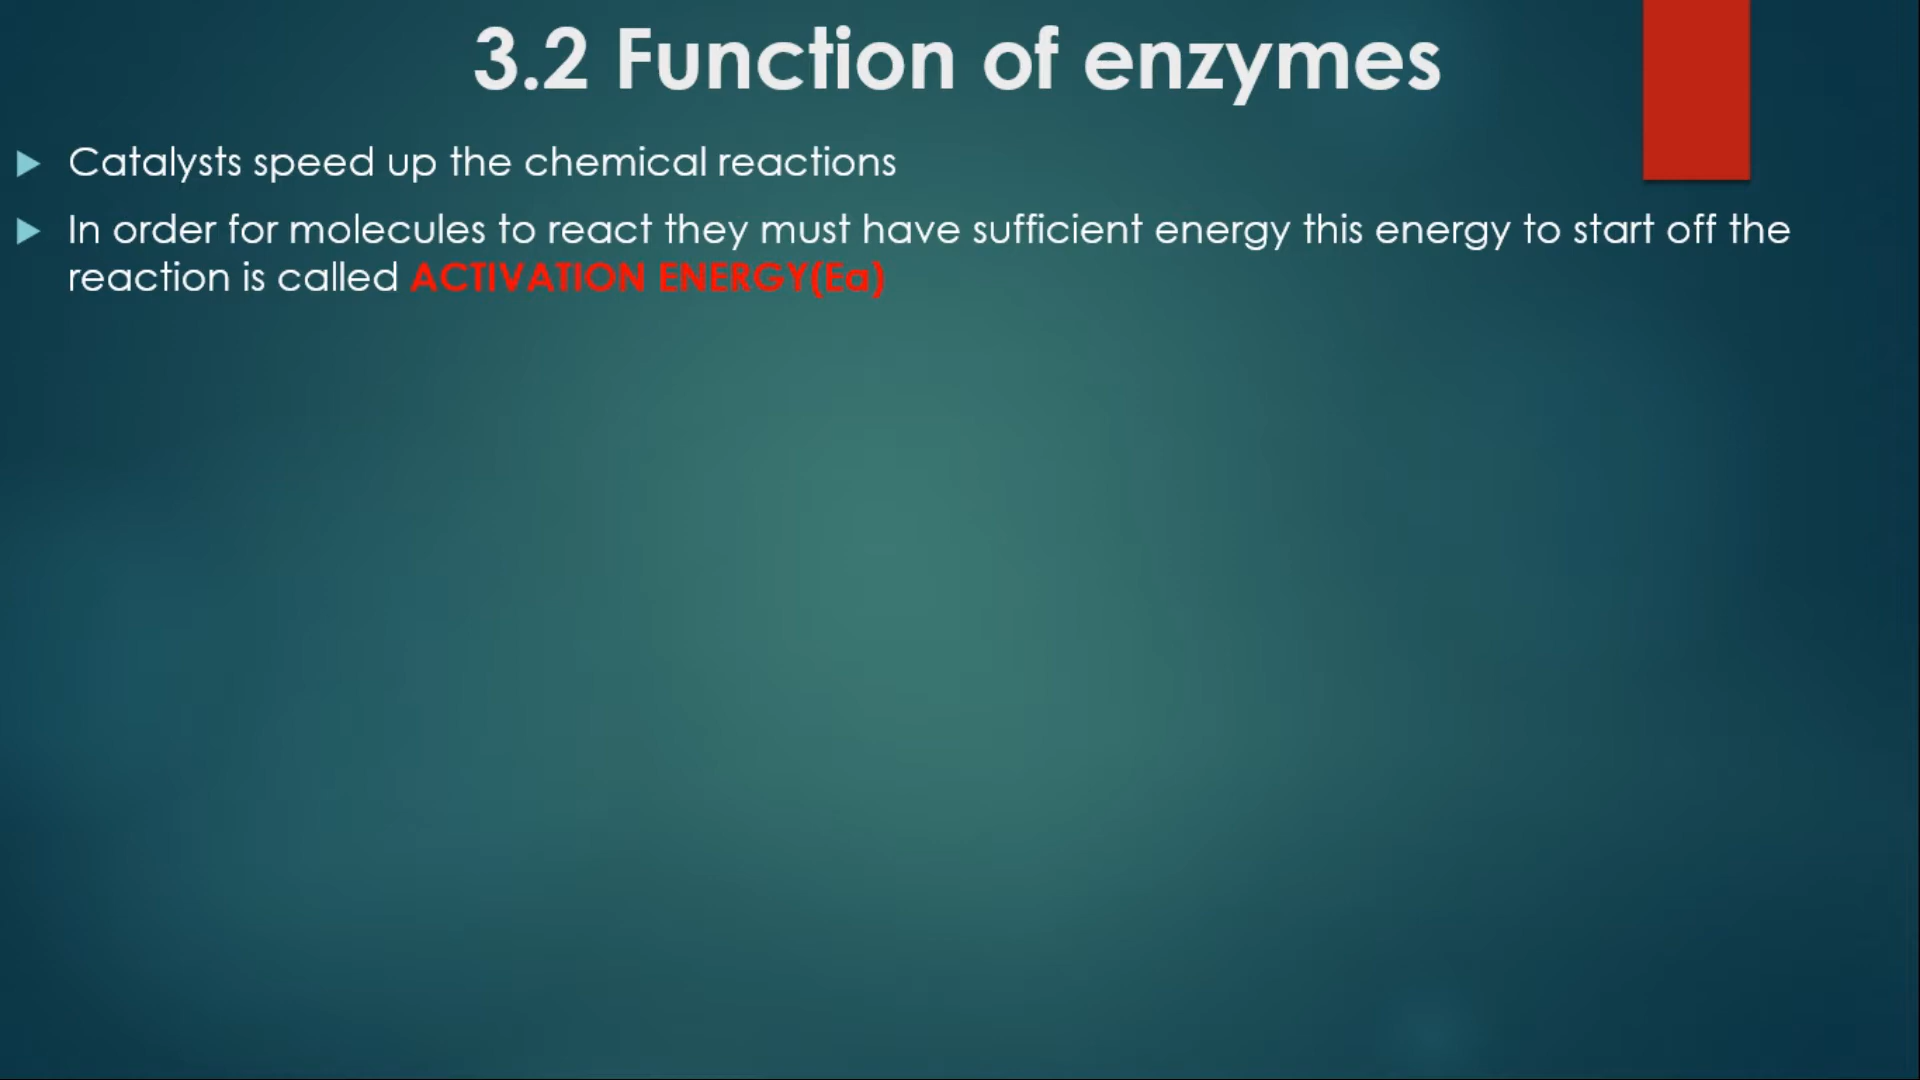 3.2 Function of enzymes
Catalysts speed up the chemical reactions
In order for molecules to react they must have sufficient energy this energy to start off the
reaction is called ACTIVATION ENERGY(Ea)